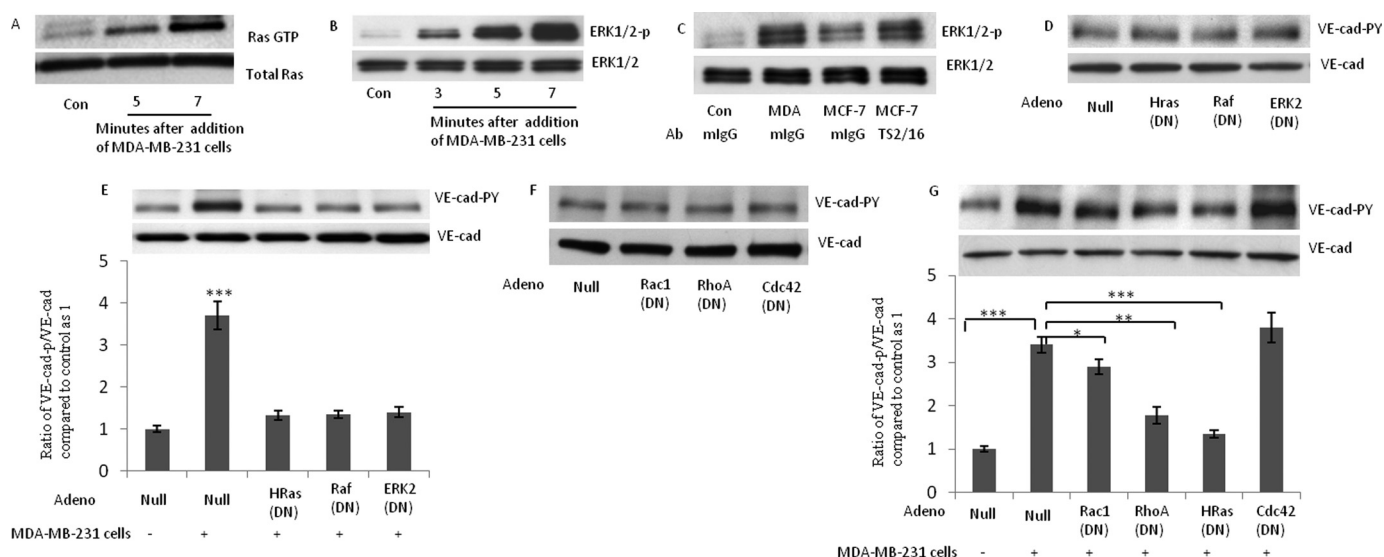 A
Ras GTP
Total Ras
Con 5 7
Minutes after addition
of MDA-MB-231 cells
B
ERK1/2-p
ERK1/2
Con 3 5 7
Minutes after addition
of MDA-MB-231 cells
C
ERK1/2-p
ERK1/2
Con MDA MCF-7 MCF-7
Ab mIgG mIgG mIgG TS2/16
D
VE-cad-PY
VE-cad
Adeno Null Hras Raf ERK2
(DN) (DN) (DN)
E
VE-cad-PY
VE-cad
Ratio of VE-cad-p/VE-cad
compared to control as 1
5
4
3
2
1
0
***
Adeno Null Null HRas Raf ERK2
(DN) (DN) (DN)
MDA-MB-231 cells - + + + +
F
VE-cad-PY
VE-cad
Adeno Null Rac1 RhoA Cdc42
(DN) (DN) (DN)
G
VE-cad-PY
VE-cad
Ratio of VE-cad-p/VE-cad
compared to control as 1
5
4
3
2
1
0
***
***
**
*
Adeno Null Null Rac1 RhoA HRas Cdc42
(DN) (DN) (DN) (DN)
MDA-MB-231 cells - + + + + +